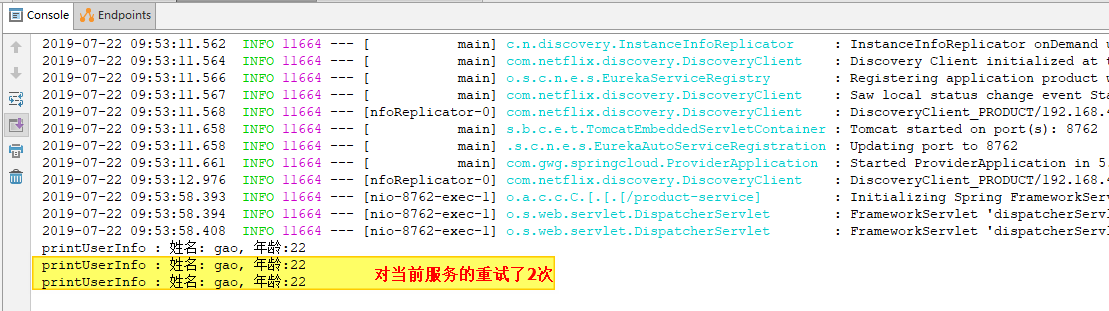 Console Endpoints
2019-07-22 09:53:11.562 INFO 11664 --- [ main] c.n.discovery.InstanceInfoReplicator : InstanceInfoReplicator onDemand
2019-07-22 09:53:11.564 INFO 11664 --- [ main] com.netflix.discovery.DiscoveryClient : Discovery Client initialized at
2019-07-22 09:53:11.566 INFO 11664 --- [ main] o.s.c.n.e.s.EurekaServiceRegistry : Registering application product
2019-07-22 09:53:11.567 INFO 11664 --- [ main] com.netflix.discovery.DiscoveryClient : Saw local status change event Sta
2019-07-22 09:53:11.568 INFO 11664 --- [nfoReplicator-0] com.netflix.discovery.DiscoveryClient : DiscoveryClient_PRODUCT/192.168.4
2019-07-22 09:53:11.658 INFO 11664 --- [ main] s.b.c.e.t.TomcatEmbeddedServletContainer : Tomcat started on port(s): 8762
2019-07-22 09:53:11.658 INFO 11664 --- [ main] .s.c.n.e.s.EurekaAutoServiceRegistration : Updating port to 8762
2019-07-22 09:53:11.661 INFO 11664 --- [ main] com.gwg.springcloud.ProviderApplication : Started ProviderApplication in 5
2019-07-22 09:53:12.976 INFO 11664 --- [nfoReplicator-0] com.netflix.discovery.DiscoveryClient : DiscoveryClient_PRODUCT/192.168.4
2019-07-22 09:53:58.393 INFO 11664 --- [nio-8762-exec-1] o.a.c.c.C.[.[.[/product-service] : Initializing Spring FrameworkServ
2019-07-22 09:53:58.394 INFO 11664 --- [nio-8762-exec-1] o.s.web.servlet.DispatcherServlet : FrameworkServlet 'dispatcherServl
2019-07-22 09:53:58.408 INFO 11664 --- [nio-8762-exec-1] o.s.web.servlet.DispatcherServlet : FrameworkServlet 'dispatcherServl
printUserInfo : 姓名: gao, 年龄:22
printUserInfo : 姓名: gao, 年龄:22
对当前服务的重试了2次
printUserInfo : 姓名: gao, 年龄:22